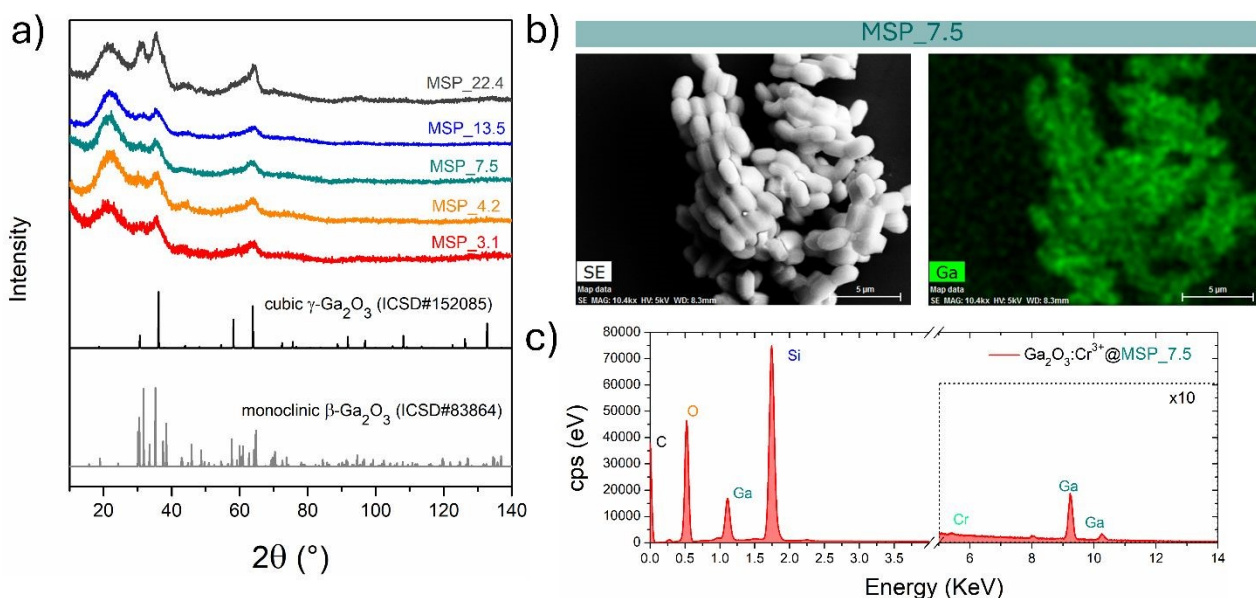 a)
MSP_22.4
MSP_13.5
MSP_7.5
MSP_4.2
MSP_3.1
cubic γ-Ga₂O₃ (ICSD#152085)
monoclinic β-Ga₂O₃ (ICSD#83864)
Intensity
20 40 60 80 100 120 140
2θ (°)
b)
MSP_7.5
SE
Map data
SE MAG: 10.4kx HV: 5kV WD: 8.3mm
5 µm
Ga
Map data
SE MAG: 10.4kx HV: 5kV WD: 8.3mm
5 µm
c)
80000
70000
60000
50000
40000
30000
20000
10000
0
cps (eV)
C
O
Ga
Si
Ga₂O₃:Cr³⁺@MSP_7.5
x10
Cr
Ga
Ga
0.0 0.5 1.0 1.5 2.0 2.5 3.0 3.5 6 8 10 12 14
Energy (KeV)